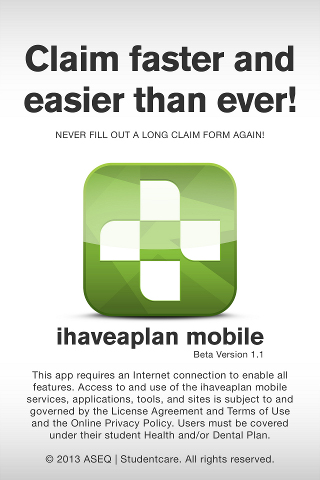 Claim faster and
easier than ever!
NEVER FILL OUT A LONG CLAIM FORM AGAIN!
ihaveaplan mobile
Beta Version 1.1
This app requires an Internet connection to enable all
features. Access to and use of the ihaveaplan mobile
services, applications, tools, and sites is subject to and
governed by the License Agreement and Terms of Use
and the Online Privacy Policy. Users must be covered
under their student Health and/or Dental Plan.
© 2013 ASEQ | Studentcare. All rights reserved.